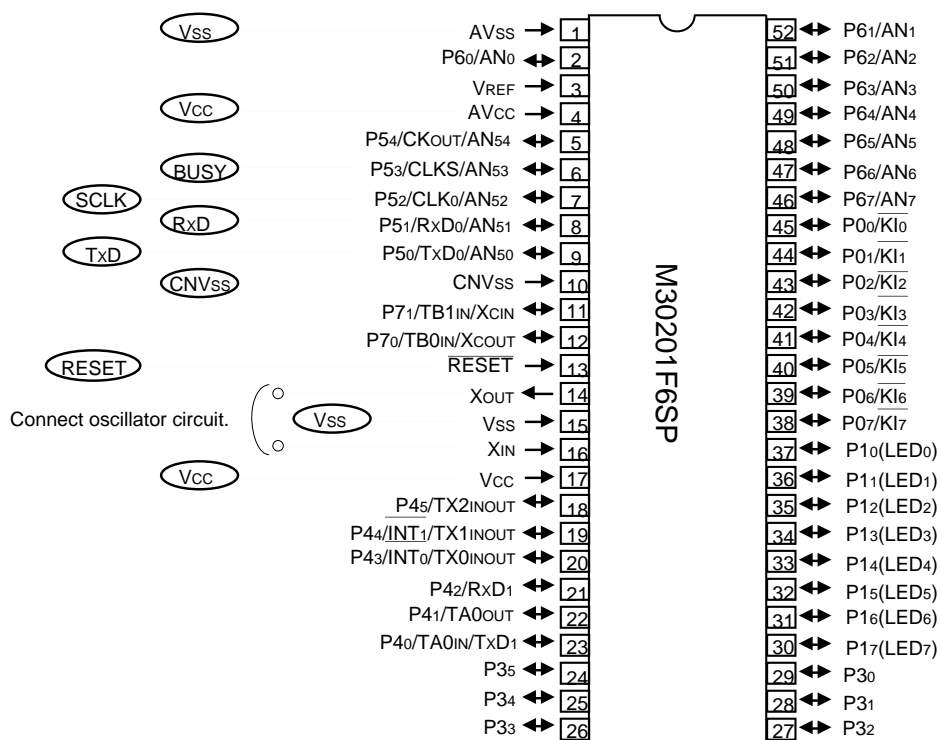 Vss AVss 1 52 P61/AN1
P60/AN0 2 51 P62/AN2
VREF 3 50 P63/AN3
Vcc AVCC 4 49 P64/AN4
P54/CKOUT/AN54 5 48 P65/AN5
BUSY P53/CLKS/AN53 6 47 P66/AN6
SCLK P52/CLK0/AN52 7 46 P67/AN7
RxD P51/RxD0/AN51 8 45 P00/KI0
TxD P50/TxD0/AN50 9 44 P01/KI1
CNVss CNVss 10 43 P02/KI2
P71/TB1IN/XCIN 11 42 P03/KI3
P70/TB0IN/XCOUT 12 41 P04/KI4
RESET RESET 13 40 P05/KI5
XOUT 14 39 P06/KI6
Connect oscillator circuit. Vss Vss 15 38 P07/KI7
XIN 16 37 P10(LED0)
Vcc Vcc 17 36 P11(LED1)
P45/TX2INOUT 18 35 P12(LED2)
P44/INT1/TX1INOUT 19 34 P13(LED3)
P43/INT0/TX0INOUT 20 33 P14(LED4)
P42/RxD1 21 32 P15(LED5)
P41/TA0OUT 22 31 P16(LED6)
P40/TA0IN/TxD1 23 30 P17(LED7)
P35 24 29 P30
P34 25 28 P31
P33 26 27 P32
M30201F6SP